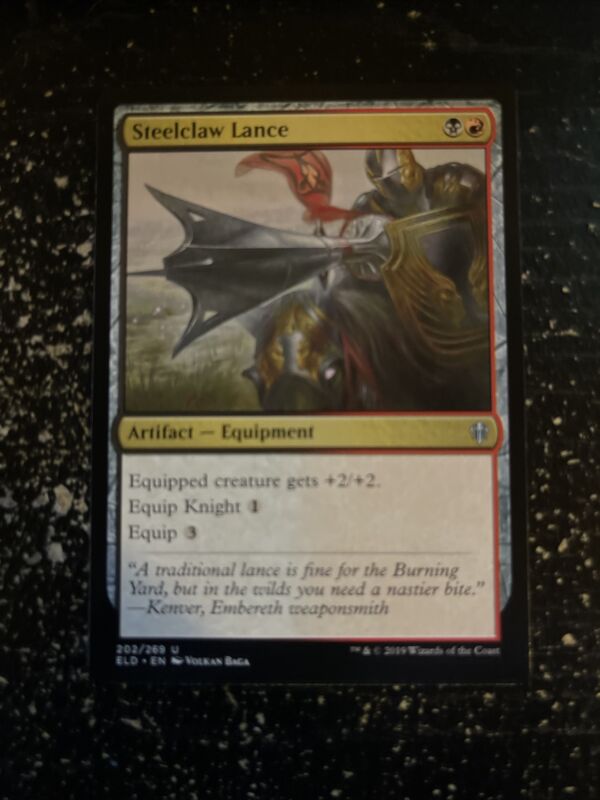 Steelclaw Lance
Artifact — Equipment
Equipped creature gets +2/+2.
Equip Knight 1
Equip 3
“A traditional lance is fine for the Burning
Yard, but in the wilds you need a nastier bite.”
—Kenver, Embereth weaponsmith
202/269 U
ELD • EN Volkan Baga
™ & © 2019 Wizards of the Coast